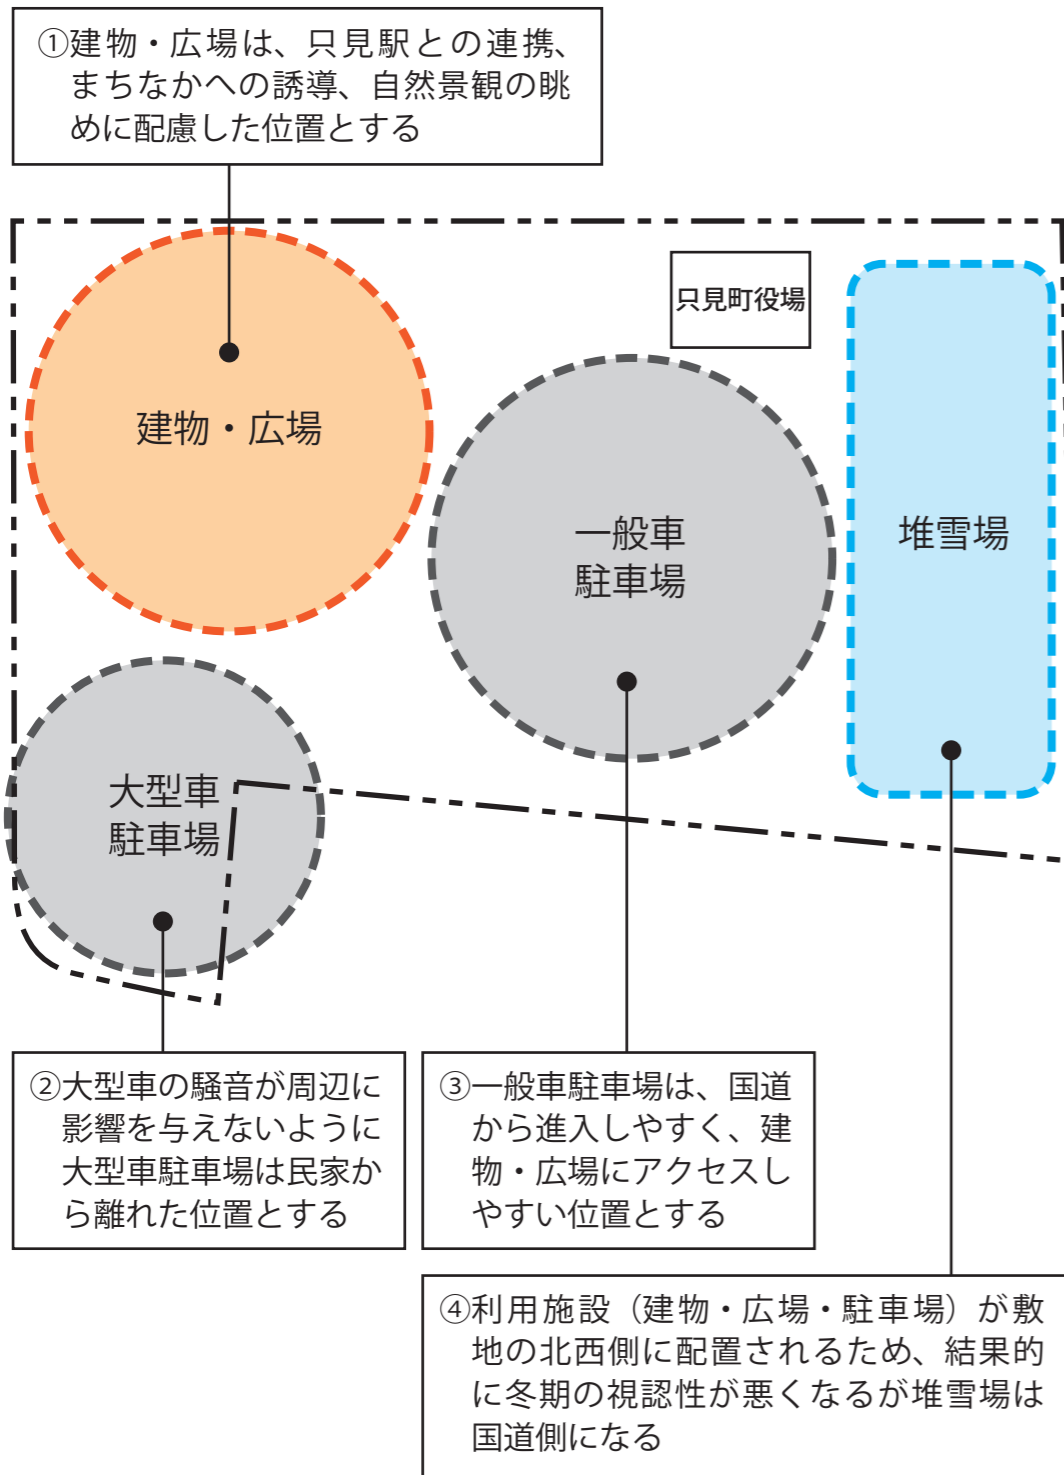 ①建物・広場は、只見駅との連携、
まちなかへの誘導、自然景観の眺
めに配慮した位置とする
只見町役場
建物・広場
堆雪場
一般車
駐車場
大型車
駐車場
②大型車の騒音が周辺に
影響を与えないように
大型車駐車場は民家か
ら離れた位置とする
③一般車駐車場は、国道
から進入しやすく、建
物・広場にアクセスし
やすい位置とする
④利用施設（建物・広場・駐車場）が敷
地の北西側に配置されるため、結果的
に冬期の視認性が悪くなるが堆雪場は
国道側になる